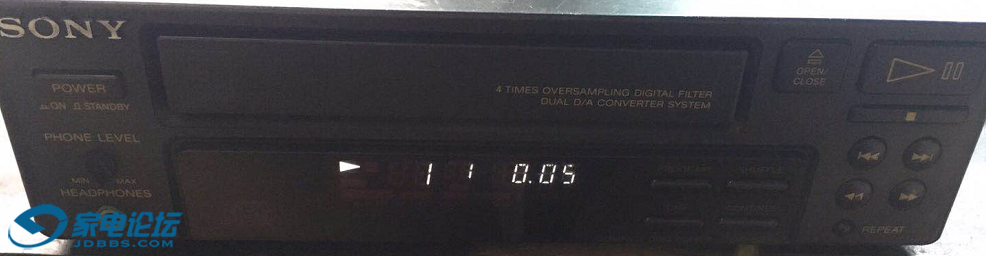 SONY
POWER
ON STANDBY
PHONE LEVEL
MIN MAX
HEADPHONES
4 TIMES OVERSAMPLING DIGITAL FILTER
DUAL D/A CONVERTER SYSTEM
OPEN/
CLOSE
1 1 0.05
SHUFFLE
REPEAT
家电论坛
JDBBS.COM